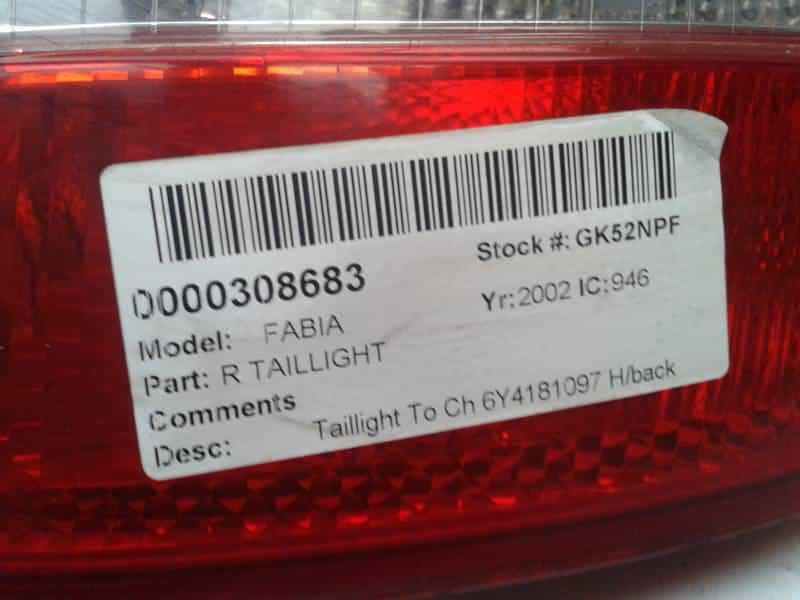 0000308683
Stock #: GK52NPF
Model: FABIA
Yr:2002 IC:946
Part: R TAILLIGHT
Comments
Desc: Taillight To Ch 6Y4181097 H/back